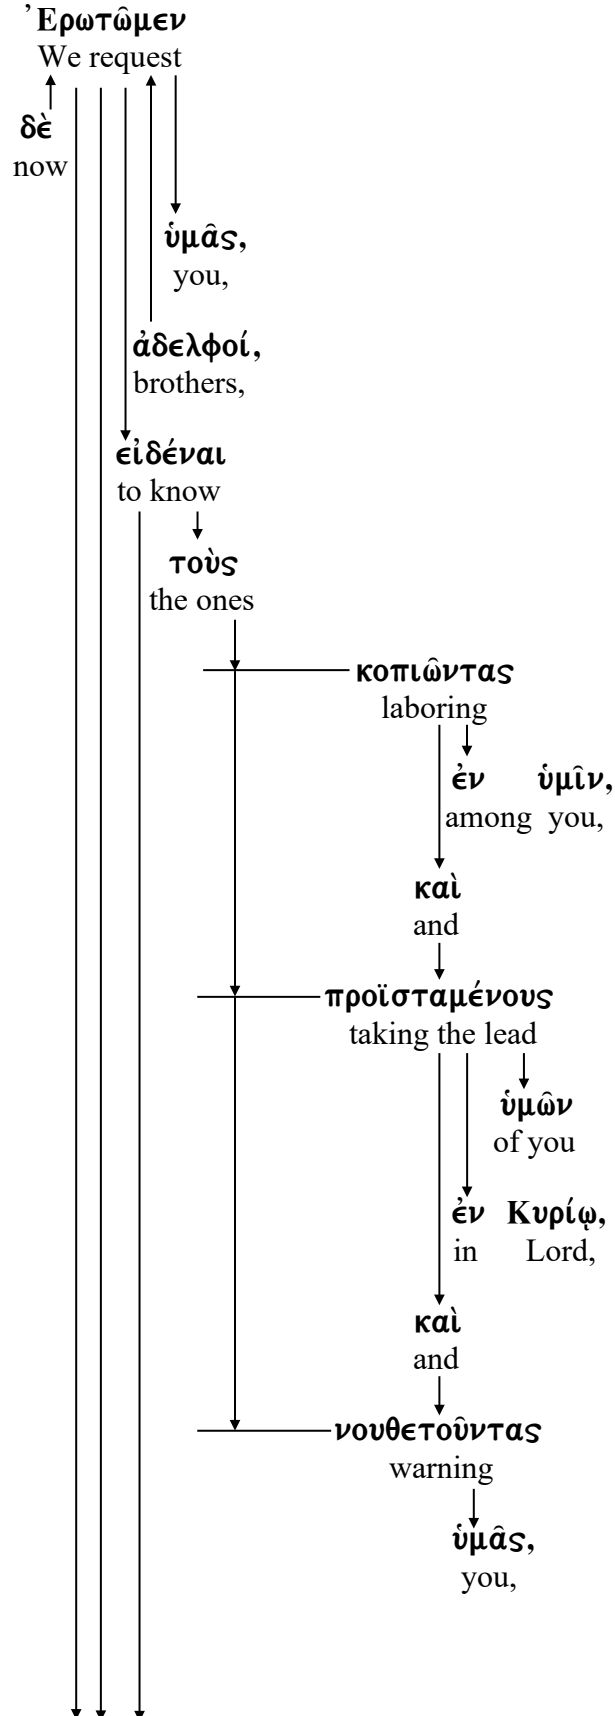 Ἐρωτῶμεν
We request
δὲ
now
ὑμᾶς,
you,
ἀδελφοί,
brothers,
εἰδέναι
to know
τοὺς
the ones
κοπιῶντας
laboring
ἐν ὑμῖν,
among you,
καὶ
and
προϊσταμένους
taking the lead
ὑμῶν
of you
ἐν Κυρίῳ,
in Lord,
καὶ
and
νουθετοῦντας
warning
ὑμᾶς,
you,